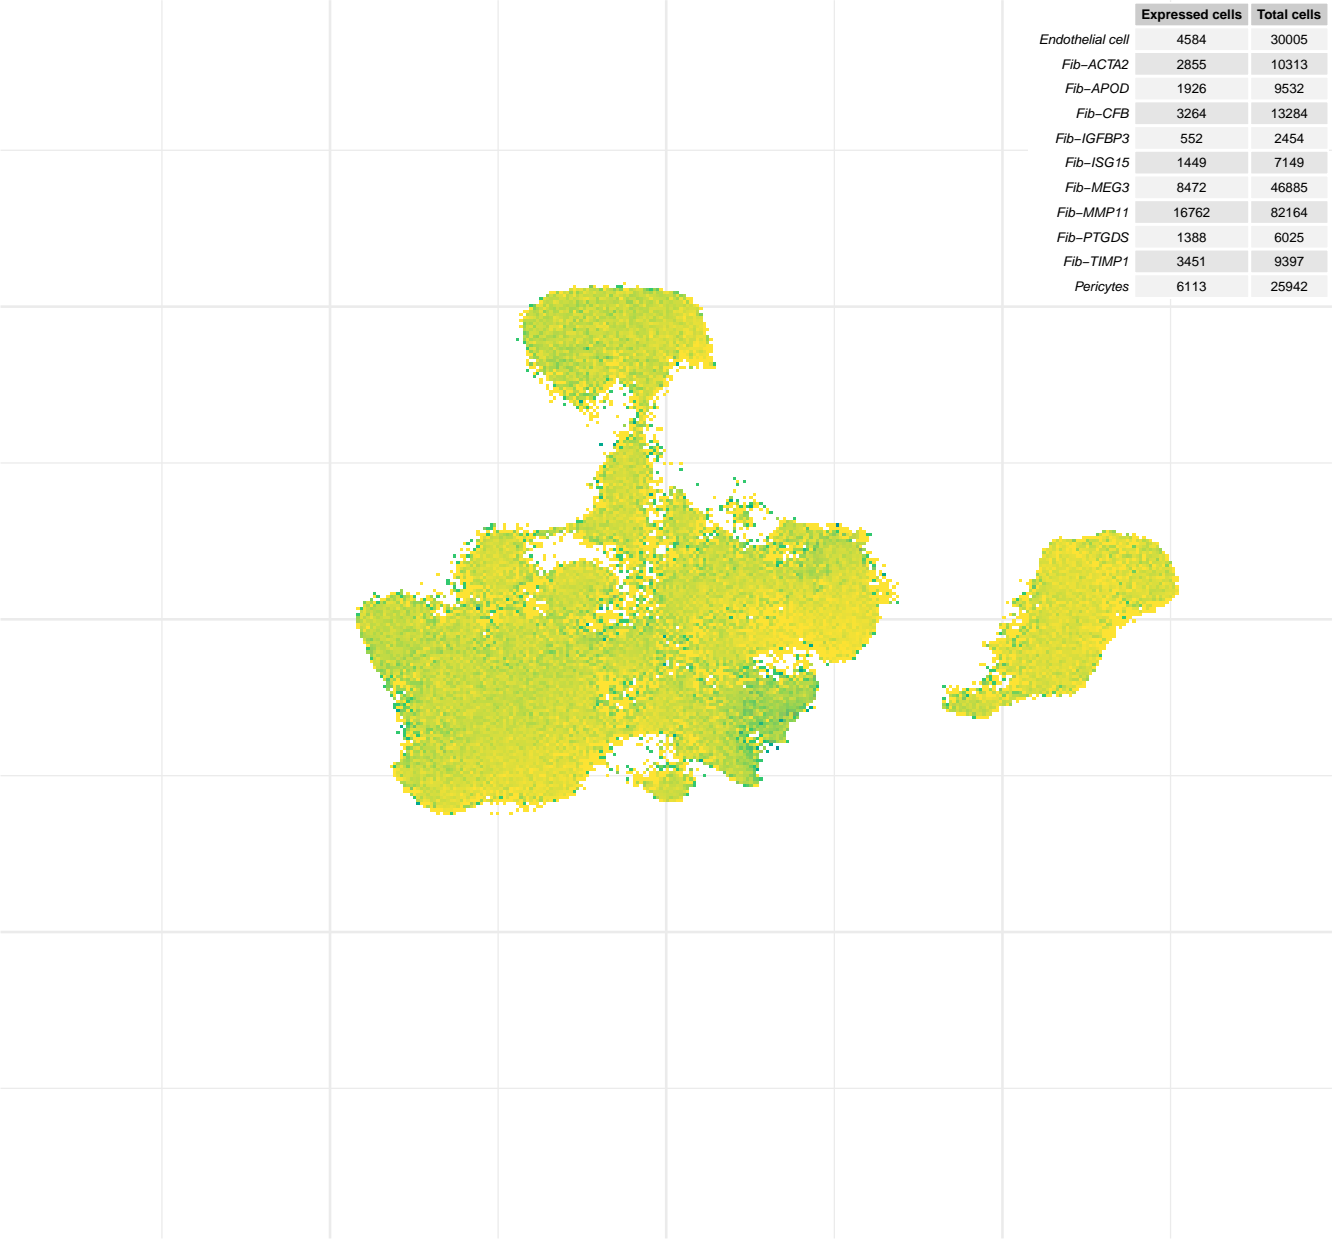 Expressed cells Total cells
Endothelial cell 4584 30005
Fib−ACTA2 2855 10313
Fib−APOD 1926 9532
Fib−CFB 3264 13284
Fib−IGFBP3 552 2454
Fib−ISG15 1449 7149
Fib−MEG3 8472 46885
Fib−MMP11 16762 82164
Fib−PTGDS 1388 6025
Fib−TIMP1 3451 9397
Pericytes 6113 25942